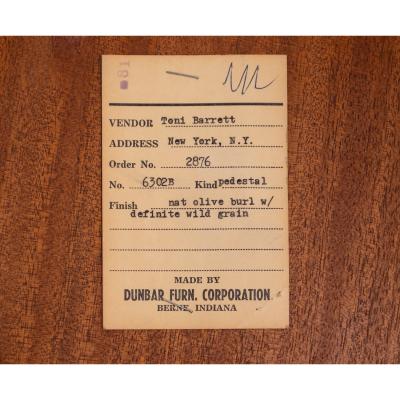 81
VENDOR Toni Barrett
ADDRESS New York, N.Y.
Order No. 2876
No. 6302B Kind pedestal
Finish nat olive burl w/
definite wild grain
MADE BY
DUNBAR FURN. CORPORATION
BERNE, INDIANA